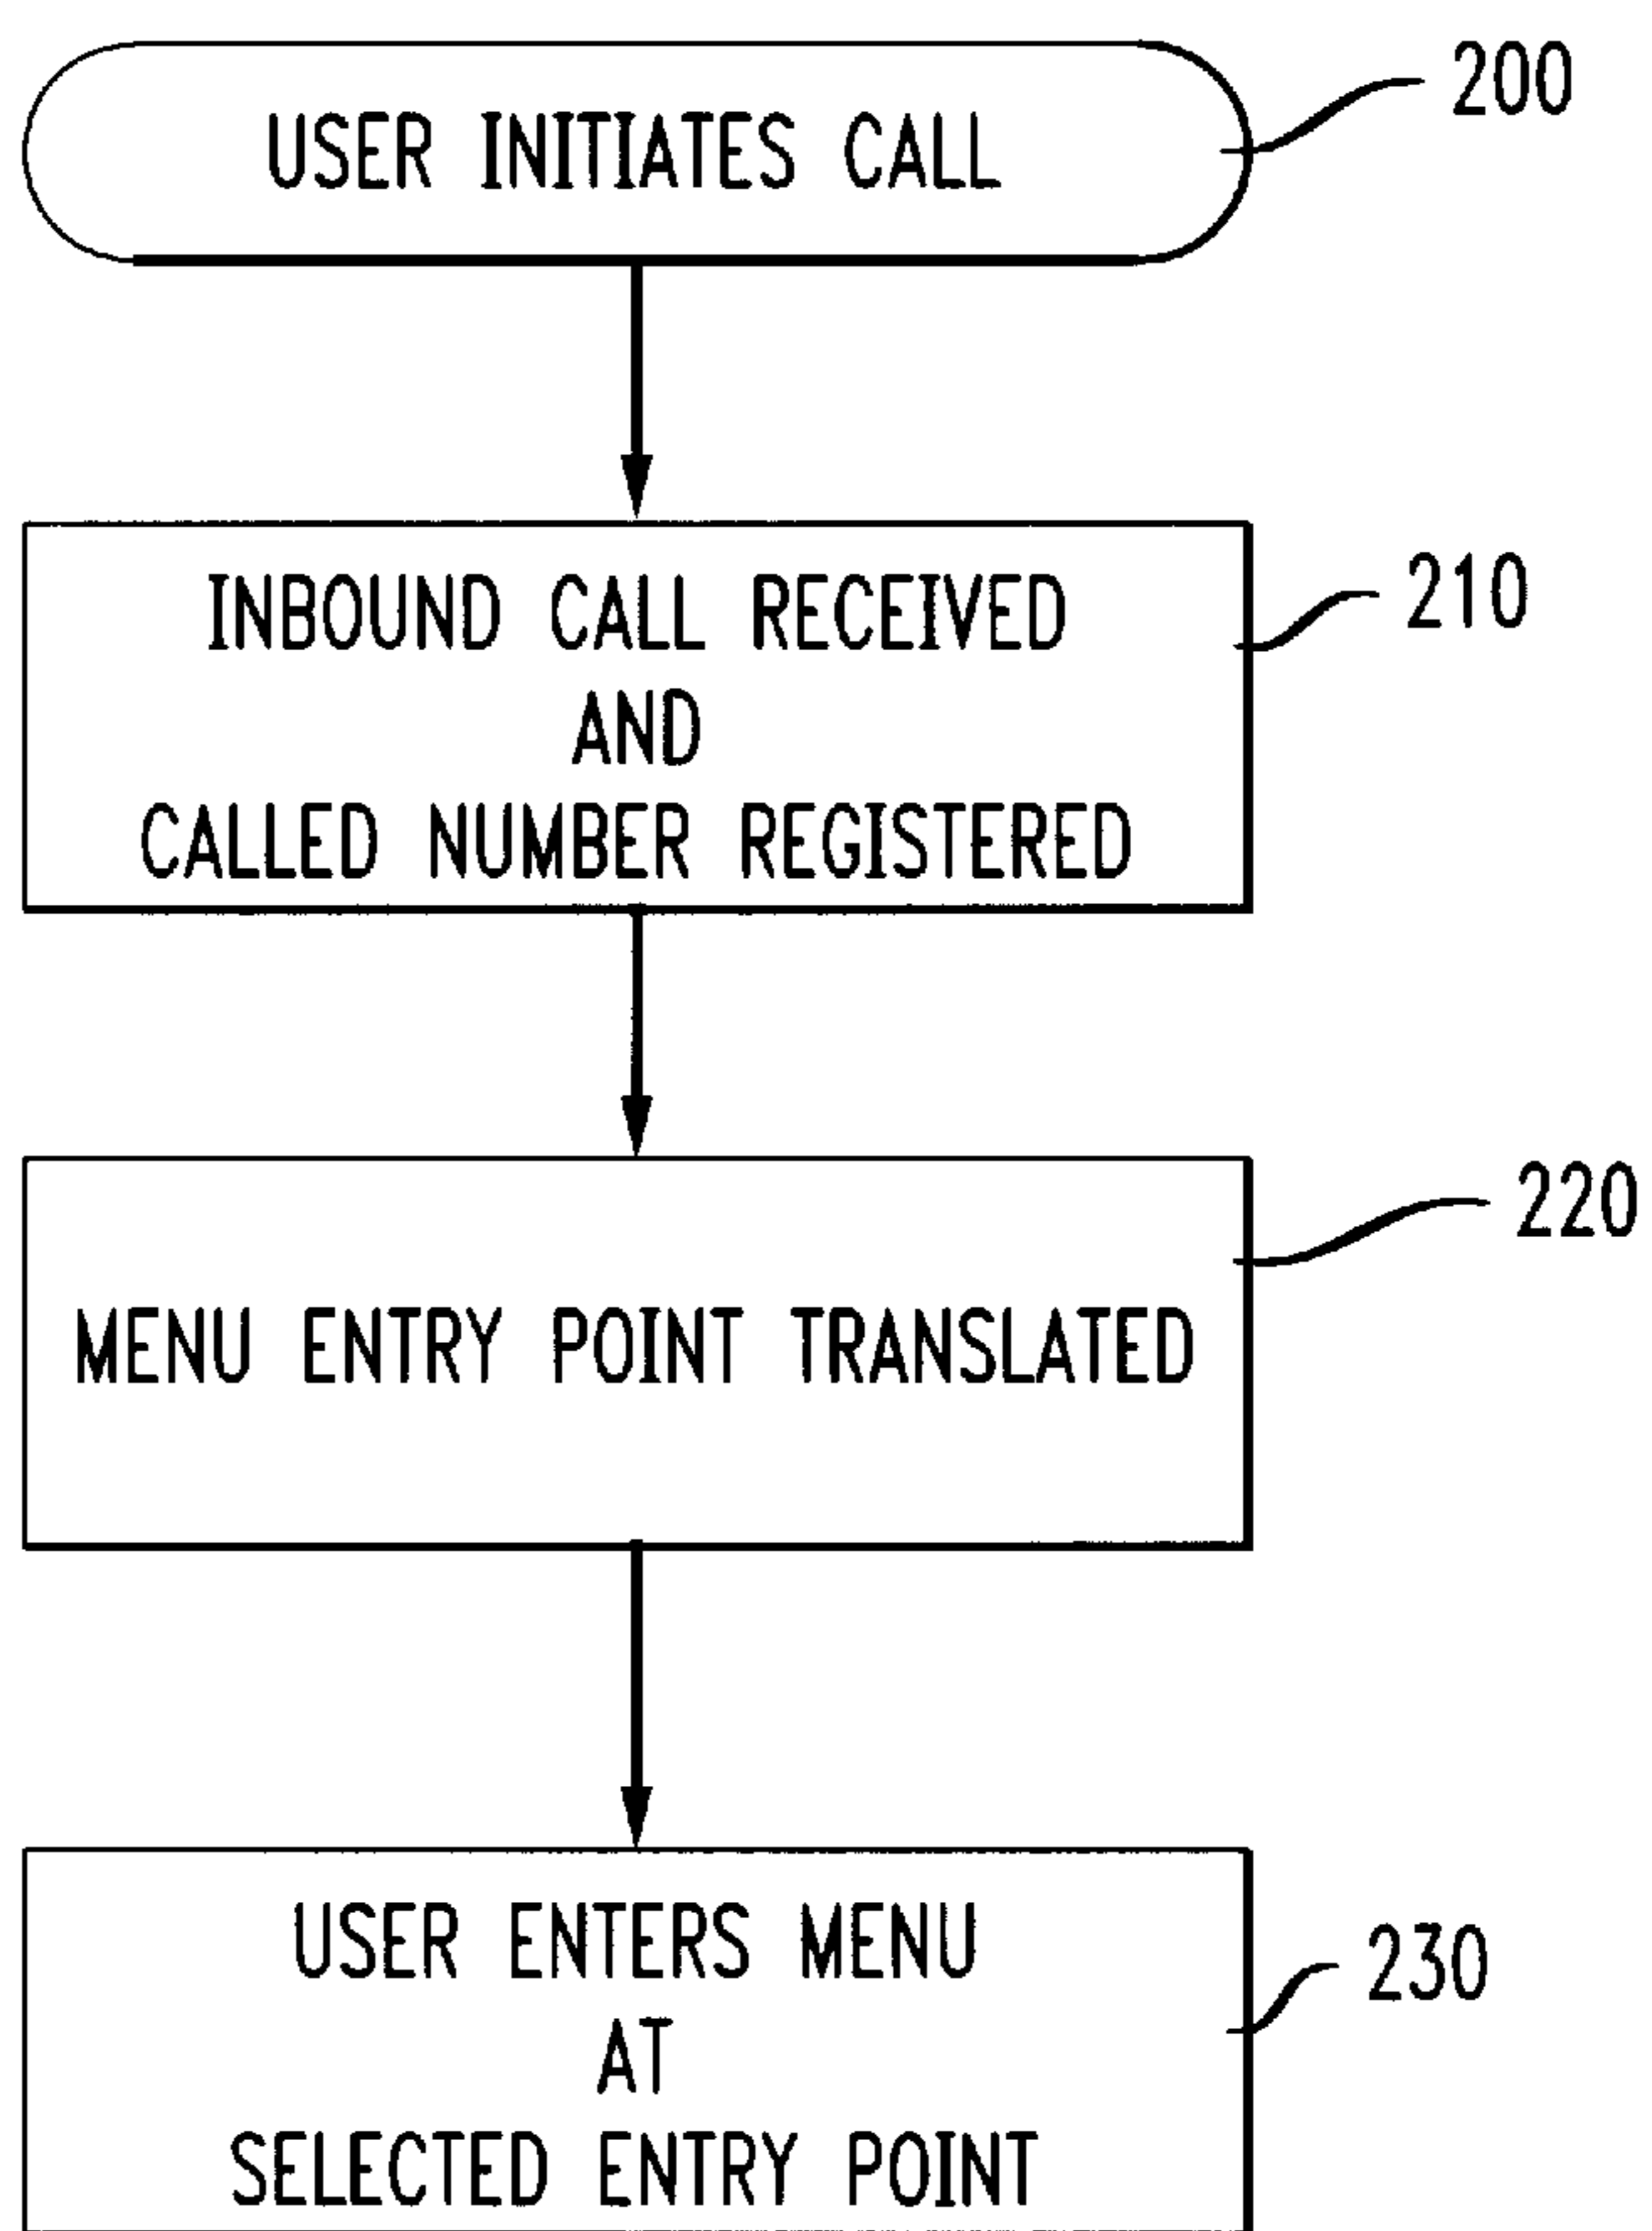 USER INITIATES CALL
200
INBOUND CALL RECEIVED
AND
CALLED NUMBER REGISTERED
210
MENU ENTRY POINT TRANSLATED
220
USER ENTERS MENU
AT
SELECTED ENTRY POINT
230